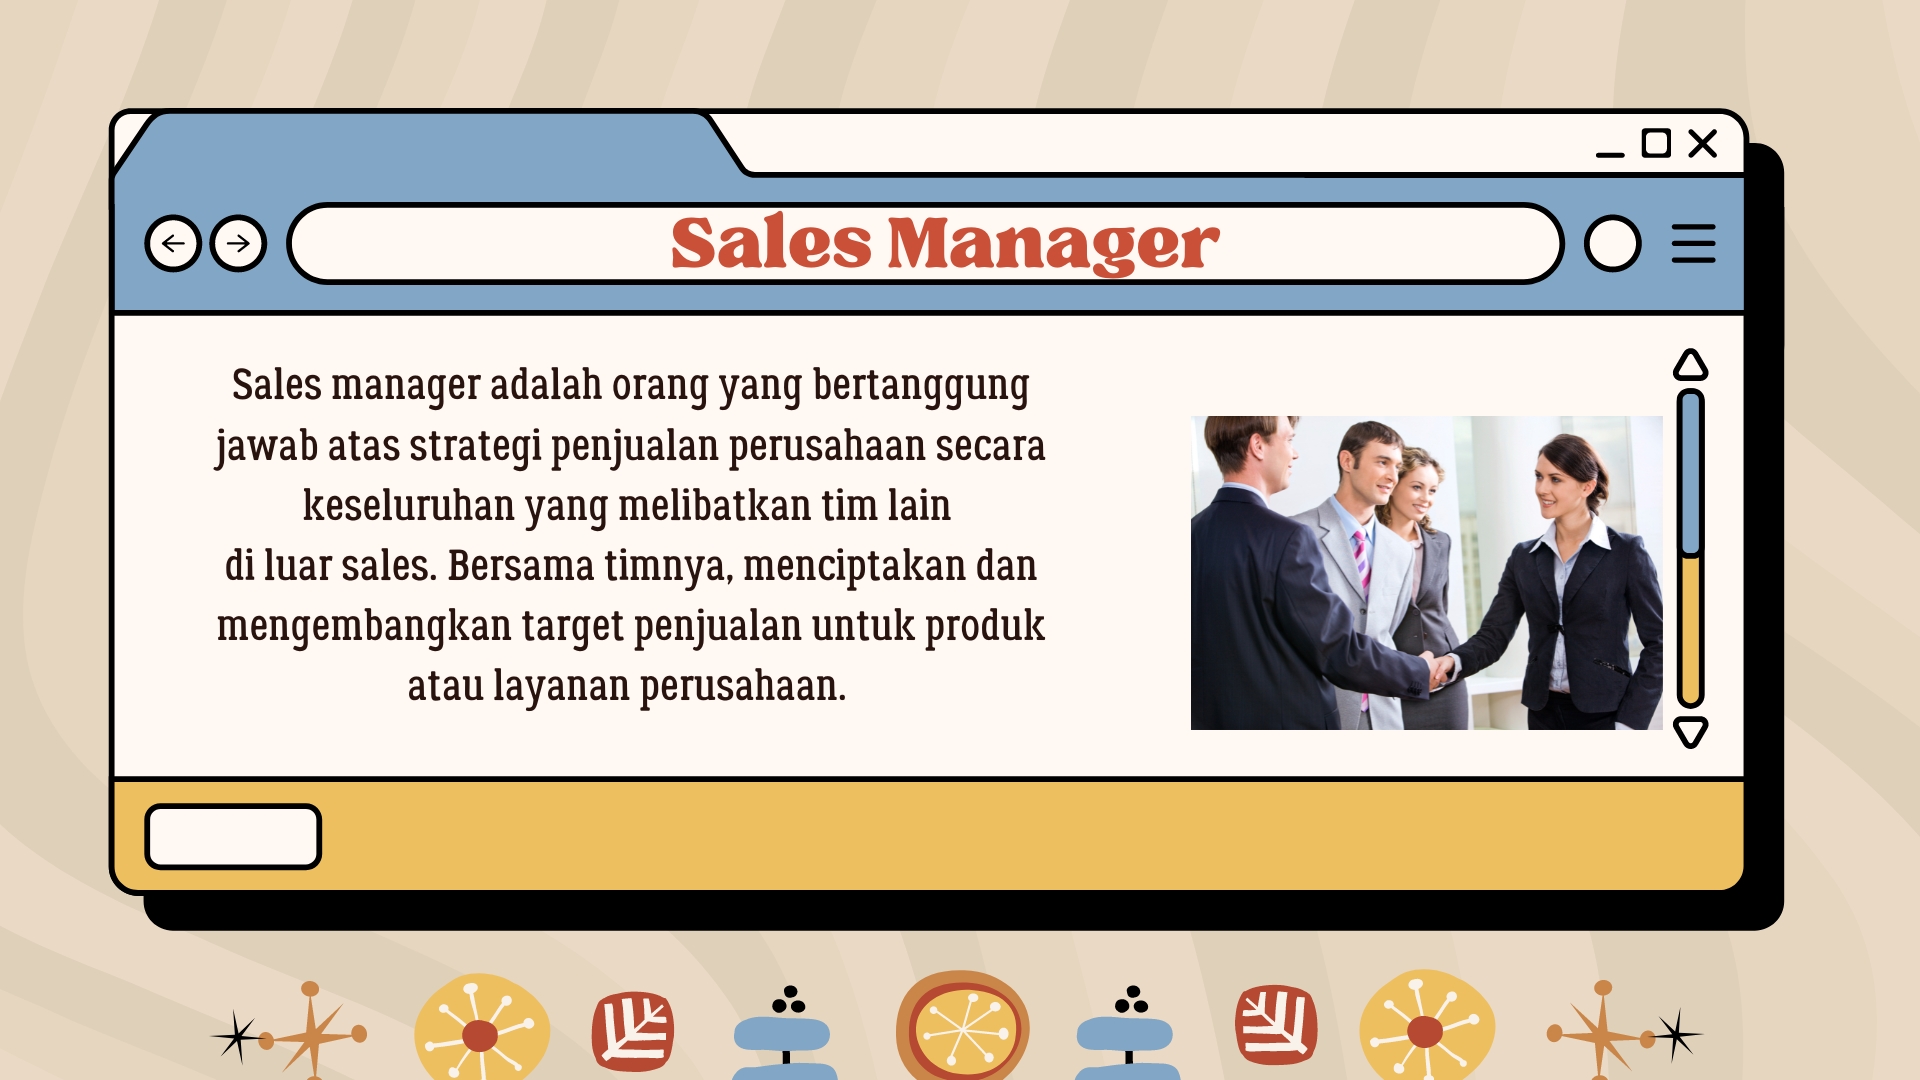 Sales Manager
Sales manager adalah orang yang bertanggung
jawab atas strategi penjualan perusahaan secara
keseluruhan yang melibatkan tim lain
di luar sales. Bersama timnya, menciptakan dan
mengembangkan target penjualan untuk produk
atau layanan perusahaan.